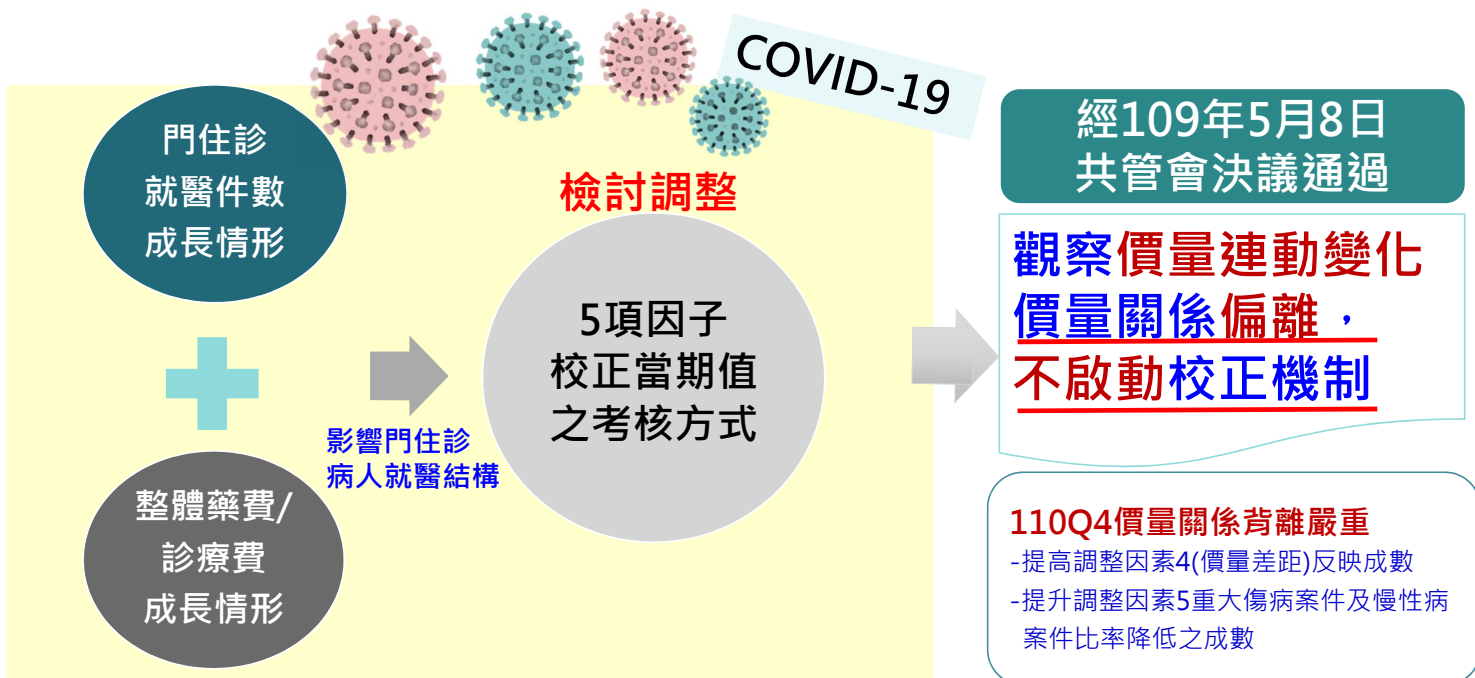 COVID-19
門住診
就醫件數
成長情形
整體藥費/
診療費
成長情形
影響門住診
病人就醫結構
檢討調整
5項因子
校正當期值
之考核方式
經109年5月8日
共管會決議通過
觀察價量連動變化
價量關係偏離，
不啟動校正機制
110Q4價量關係背離嚴重
-提高調整因素4(價量差距)反映成數
-提升調整因素5重大傷病案件及慢性病
案件比率降低之成數